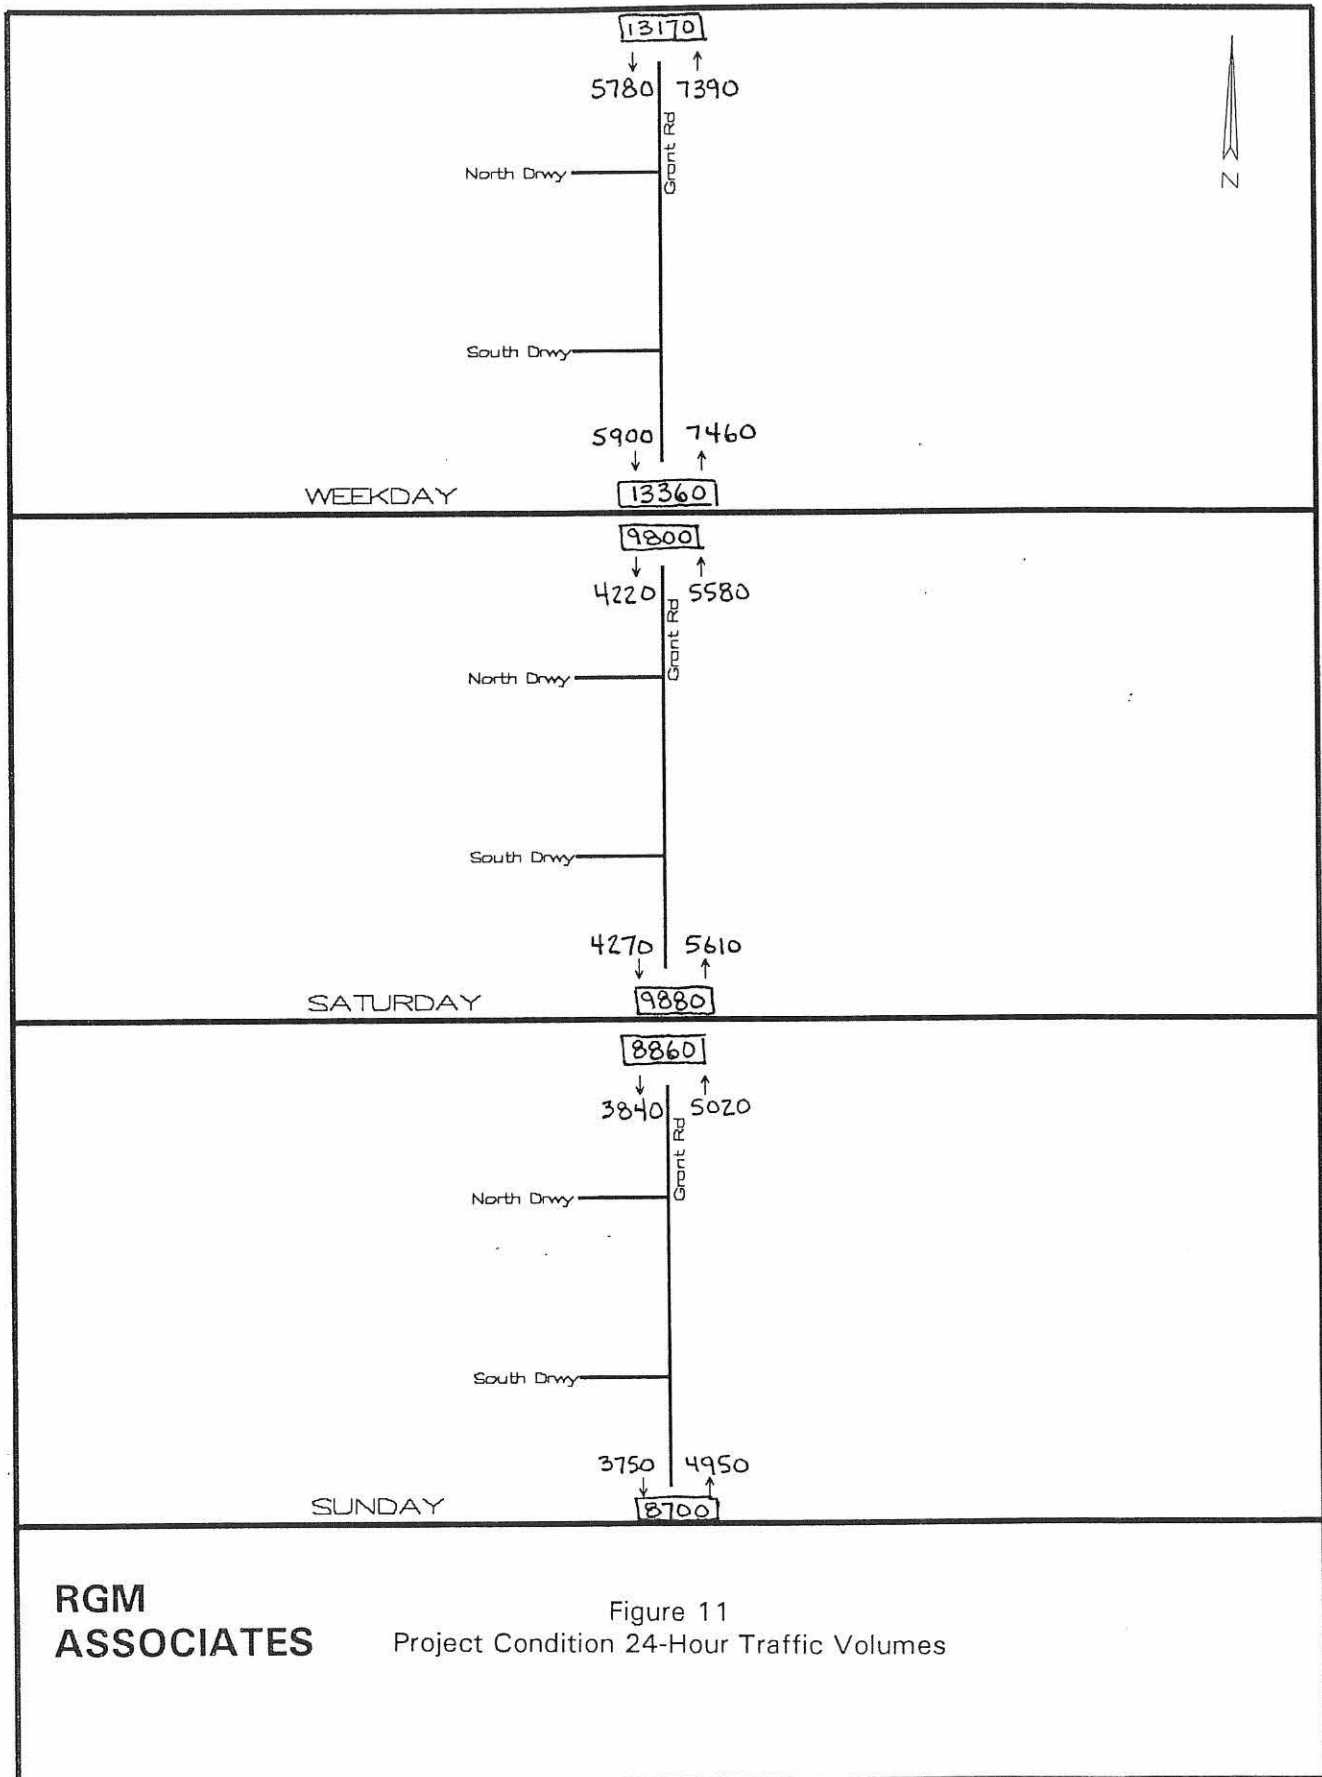 13170
↓ ↑
5780 7390
Grant Rd
North Drwy
N
South Drwy
5900 7460
↓ ↑
WEEKDAY 13360
9800
↓ ↑
4220 5580
Grant Rd
North Drwy
South Drwy
4270 5610
↓ ↑
SATURDAY 9880
8860
↓ ↑
3840 5020
Grant Rd
North Drwy
South Drwy
3750 4950
↓ ↑
SUNDAY 8700
RGM
ASSOCIATES
Figure 11
Project Condition 24-Hour Traffic Volumes